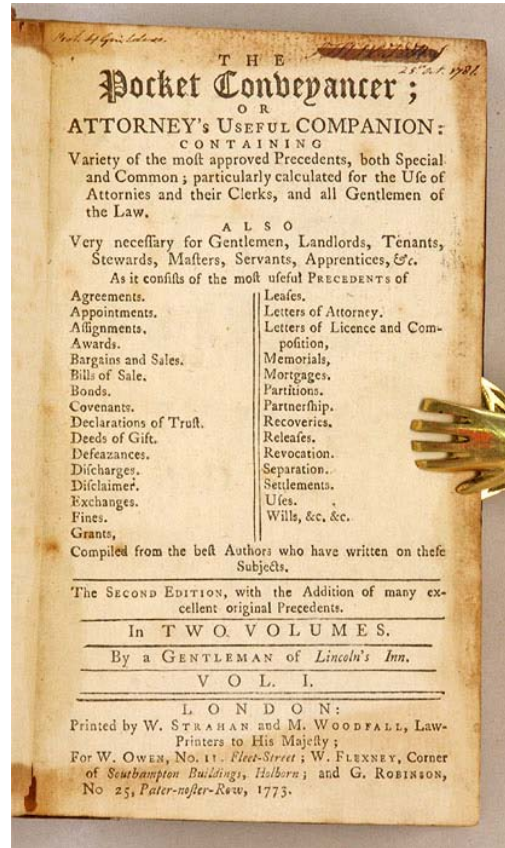 25th Oct. 1781.
THE
Pocket Conveyancer;
OR
ATTORNEY's USEFUL COMPANION:
CONTAINING
Variety of the moſt approved Precedents, both Special
and Common; particularly calculated for the Uſe of
Attornies and their Clerks, and all Gentlemen of
the Law.
ALSO
Very neceſſary for Gentlemen, Landlords, Tenants,
Stewards, Maſters, Servants, Apprentices, &c.
As it conſiſts of the moſt uſeful PRECEDENTS of
Agreements.
Appointments.
Aſſignments.
Awards.
Bargains and Sales.
Bills of Sale.
Bonds.
Covenants.
Declarations of Truſt.
Deeds of Gift.
Defeazances.
Diſcharges.
Diſclaimer.
Exchanges.
Fines.
Grants,
Leaſes.
Letters of Attorney.
Letters of Licence and Com-
poſition,
Memorials,
Mortgages.
Partitions.
Partnerſhip.
Recoveries.
Releaſes.
Revocation.
Separation.
Settlements.
Uſes.
Wills, &c. &c.
Compiled from the beſt Authors who have written on theſe
Subjects.
The SECOND EDITION, with the Addition of many ex-
cellent original Precedents.
In TWO VOLUMES.
By a GENTLEMAN of Lincoln's Inn.
VOL. I.
LONDON:
Printed by W. STRAHAN and M. WOODFALL, Law-
Printers to His Majeſty;
For W. OWEN, No. 11. Fleet-Street; W. FLEXNEY, Corner
of Southampton Buildings, Holborn; and G. ROBINSON,
No 25, Pater-noſter-Row, 1773.